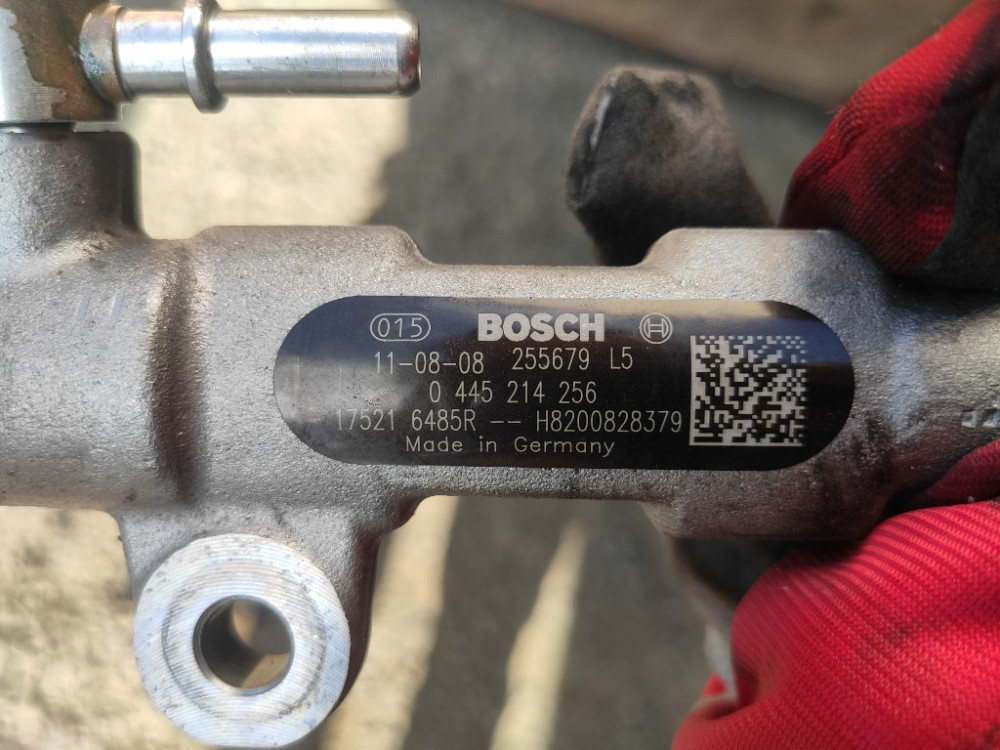 015 BOSCH
11-08-08 255679 L5
0 445 214 256
17521 6485R -- H8200828379
Made in Germany